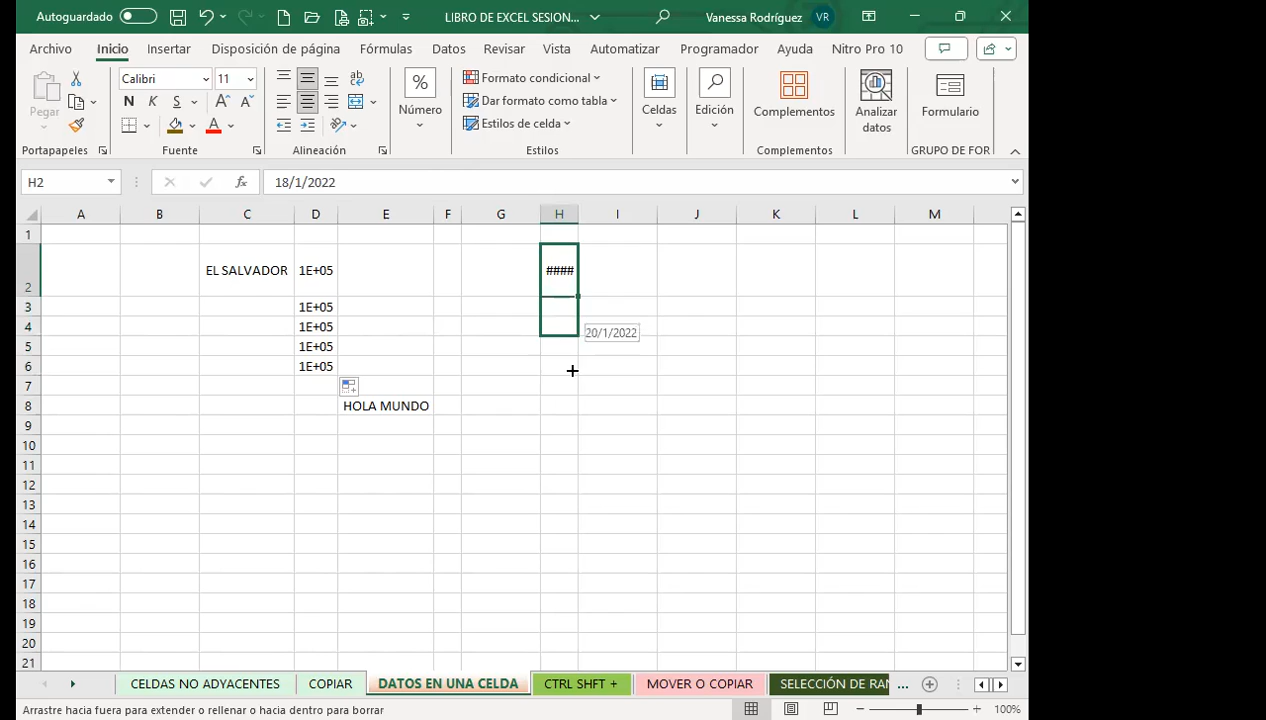 Autoguardado LIBRO DE EXCEL SESION... Vanessa Rodríguez VR
Archivo Inicio Insertar Disposición de página Fórmulas Datos Revisar Vista Automatizar Programador Ayuda Nitro Pro 10
Pegar
Portapapeles
Calibri 11
N K S A A
A
Fuente
ab
Alineación
%
Número
Formato condicional
Dar formato como tabla
Estilos de celda
Estilos
Celdas
Edición
Complementos
Complementos
Analizar
datos
Formulario
GRUPO DE FOR
H2 fx 18/1/2022
A B C D E F G H I J K L M
1
2 EL SALVADOR 1E+05 ####
3 1E+05
4 1E+05 20/1/2022
5 1E+05
6 1E+05
7
8 HOLA MUNDO
9
10
11
12
13
14
15
16
17
18
19
20
21
CELDAS NO ADYACENTES COPIAR DATOS EN UNA CELDA CTRL SHFT + MOVER O COPIAR SELECCIÓN DE RAN ...
Arrastre hacia fuera para extender o rellenar o hacia dentro para borrar 100%